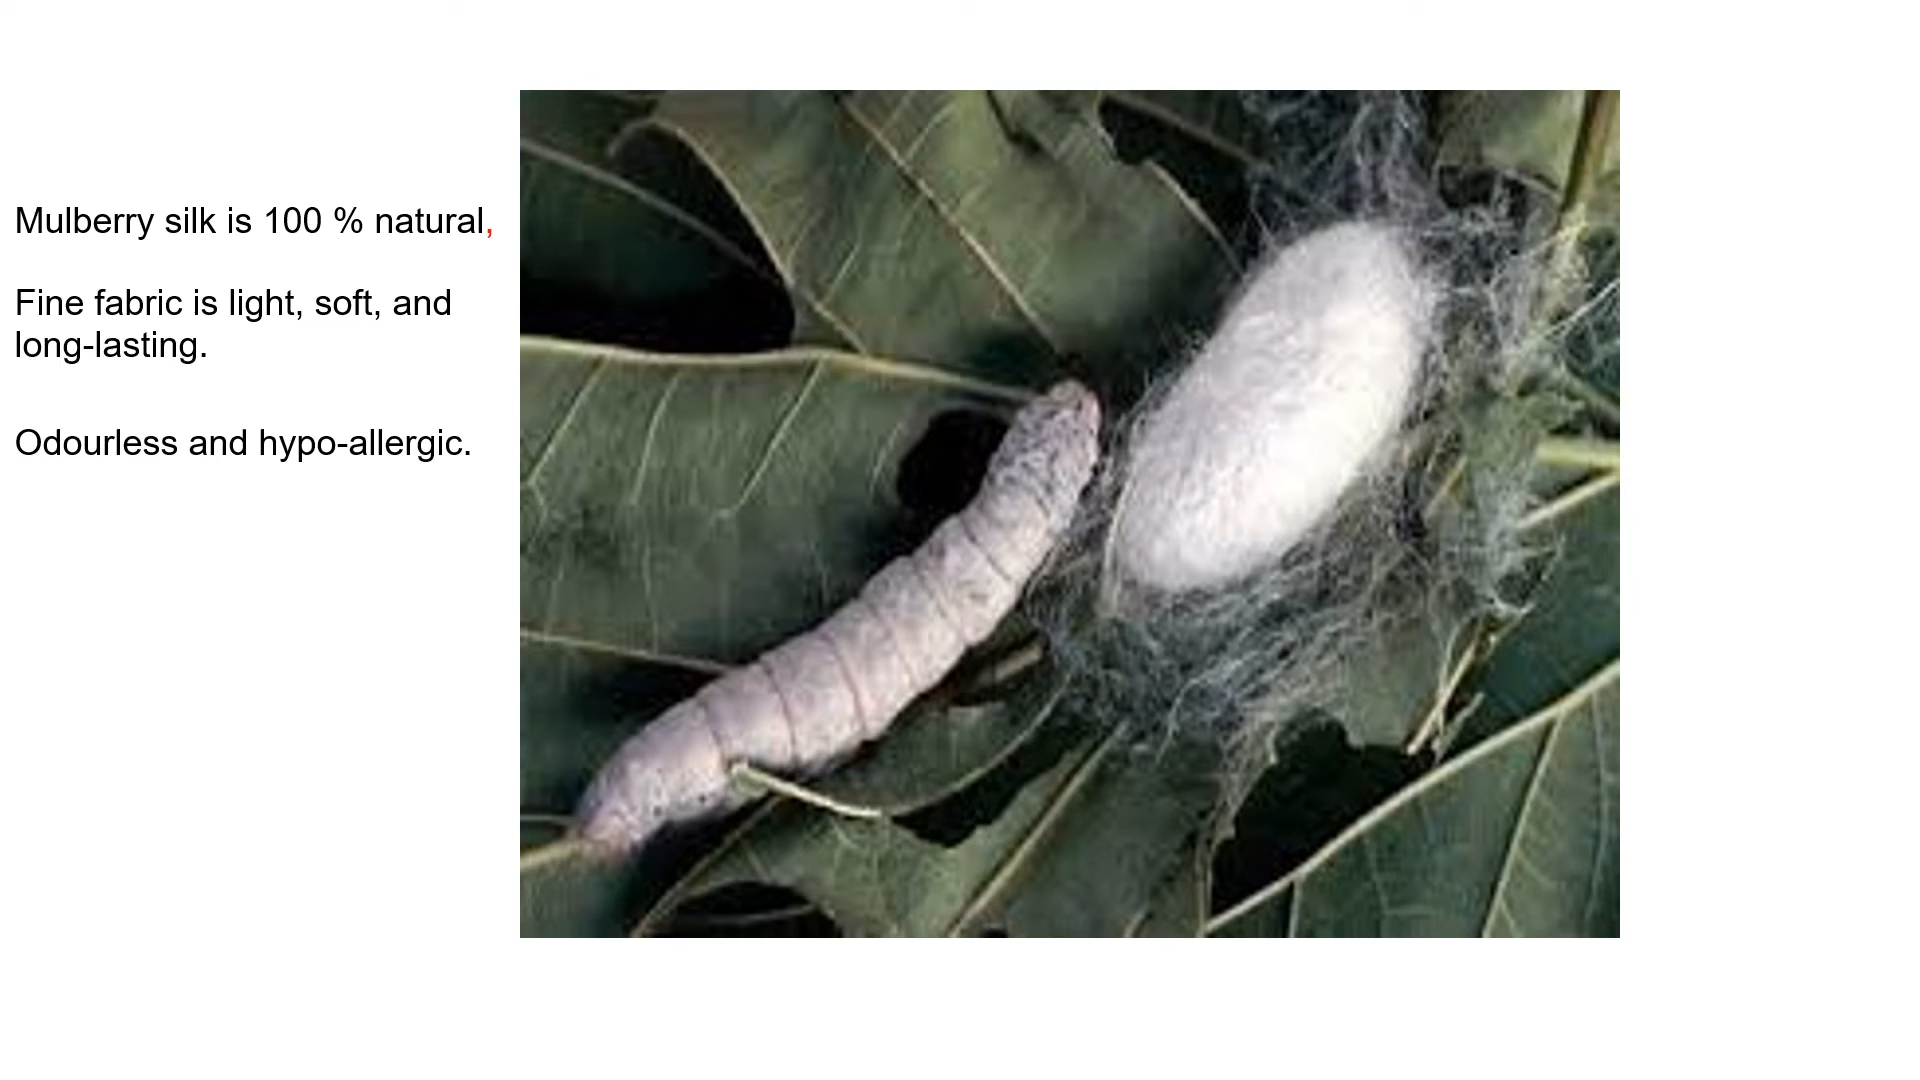 Mulberry silk is 100 % natural,
Fine fabric is light, soft, and
long-lasting.
Odourless and hypo-allergic.